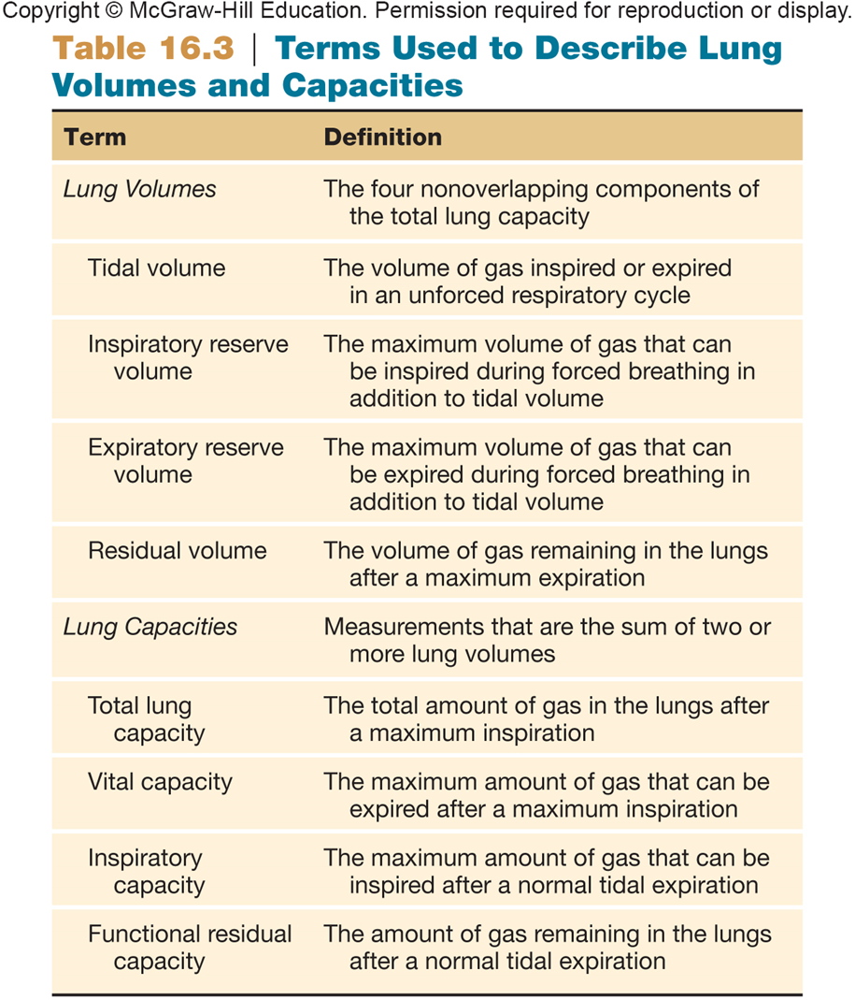 Copyright © McGraw-Hill Education. Permission required for reproduction or display.
Table 16.3 | Terms Used to Describe Lung
Volumes and Capacities
Term Definition
Lung Volumes The four nonoverlapping components of
the total lung capacity
Tidal volume The volume of gas inspired or expired
in an unforced respiratory cycle
Inspiratory reserve The maximum volume of gas that can
volume be inspired during forced breathing in
addition to tidal volume
Expiratory reserve The maximum volume of gas that can
volume be expired during forced breathing in
addition to tidal volume
Residual volume The volume of gas remaining in the lungs
after a maximum expiration
Lung Capacities Measurements that are the sum of two or
more lung volumes
Total lung The total amount of gas in the lungs after
capacity a maximum inspiration
Vital capacity The maximum amount of gas that can be
expired after a maximum inspiration
Inspiratory The maximum amount of gas that can be
capacity inspired after a normal tidal expiration
Functional residual The amount of gas remaining in the lungs
capacity after a normal tidal expiration